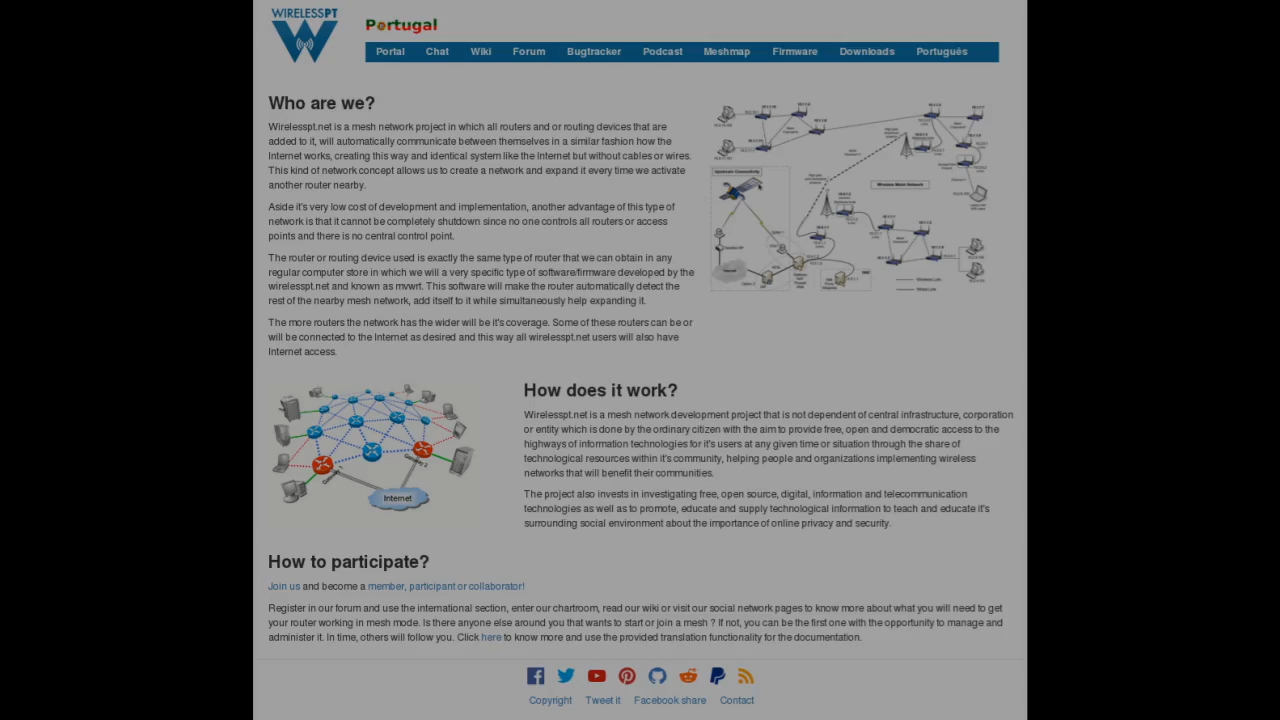 WIRELESSPT
Portugal
Portal Chat Wiki Forum Bugtracker Podcast Meshmap Firmware Downloads Português
Who are we?
Wirelesspt.net is a mesh network project in which all routers and or routing devices that are
added to it, will automatically communicate between themselves in a similar fashion how the
Internet works, creating this way and identical system like the Internet but without cables or wires.
This kind of network concept allows us to create a network and expand it every time we activate
another router nearby.
Aside it's very low cost of development and implementation, another advantage of this type of
network is that it cannot be completely shutdown since no one controls all routers or access
points and there is no central control point.
The router or routing device used is exactly the same type of router that we can obtain in any
regular computer store in which we will a very specific type of software/firmware developed by the
wirelesspt.net and known as mvwrt. This software will make the router automatically detect the
rest of the nearby mesh network, add itself to it while simultaneously help expanding it.
The more routers the network has the wider will be it's coverage. Some of these routers can be or
will be connected to the Internet as desired and this way all wirelesspt.net users will also have
Internet access.
Upstream Connectivity
Wireless Mesh Network
Internet
Gateway 1
Gateway 2
Internet
How does it work?
Wirelesspt.net is a mesh network development project that is not dependent of central infrastructure, corporation
or entity which is done by the ordinary citizen with the aim to provide free, open and democratic access to the
highways of information technologies for it's users at any given time or situation through the share of
technological resources within it's community, helping people and organizations implementing wireless
networks that will benefit their communities.
The project also invests in investigating free, open source, digital, information and telecommunication
technologies as well as to promote, educate and supply technological information to teach and educate it's
surrounding social environment about the importance of online privacy and security.
How to participate?
Join us and become a member, participant or collaborator!
Register in our forum and use the international section, enter our chartroom, read our wiki or visit our social network pages to know more about what you will need to get
your router working in mesh mode. Is there anyone else around you that wants to start or join a mesh ? If not, you can be the first one with the opportunity to manage and
administer it. In time, others will follow you. Click here to know more and use the provided translation functionality for the documentation.
Copyright Tweet it Facebook share Contact